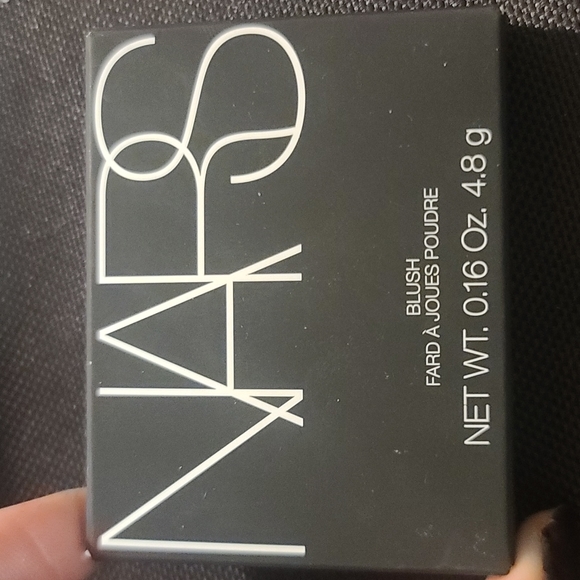 NARS
BLUSH
FARD À JOUES POUDRE
NET WT. 0.16 Oz. 4.8 g